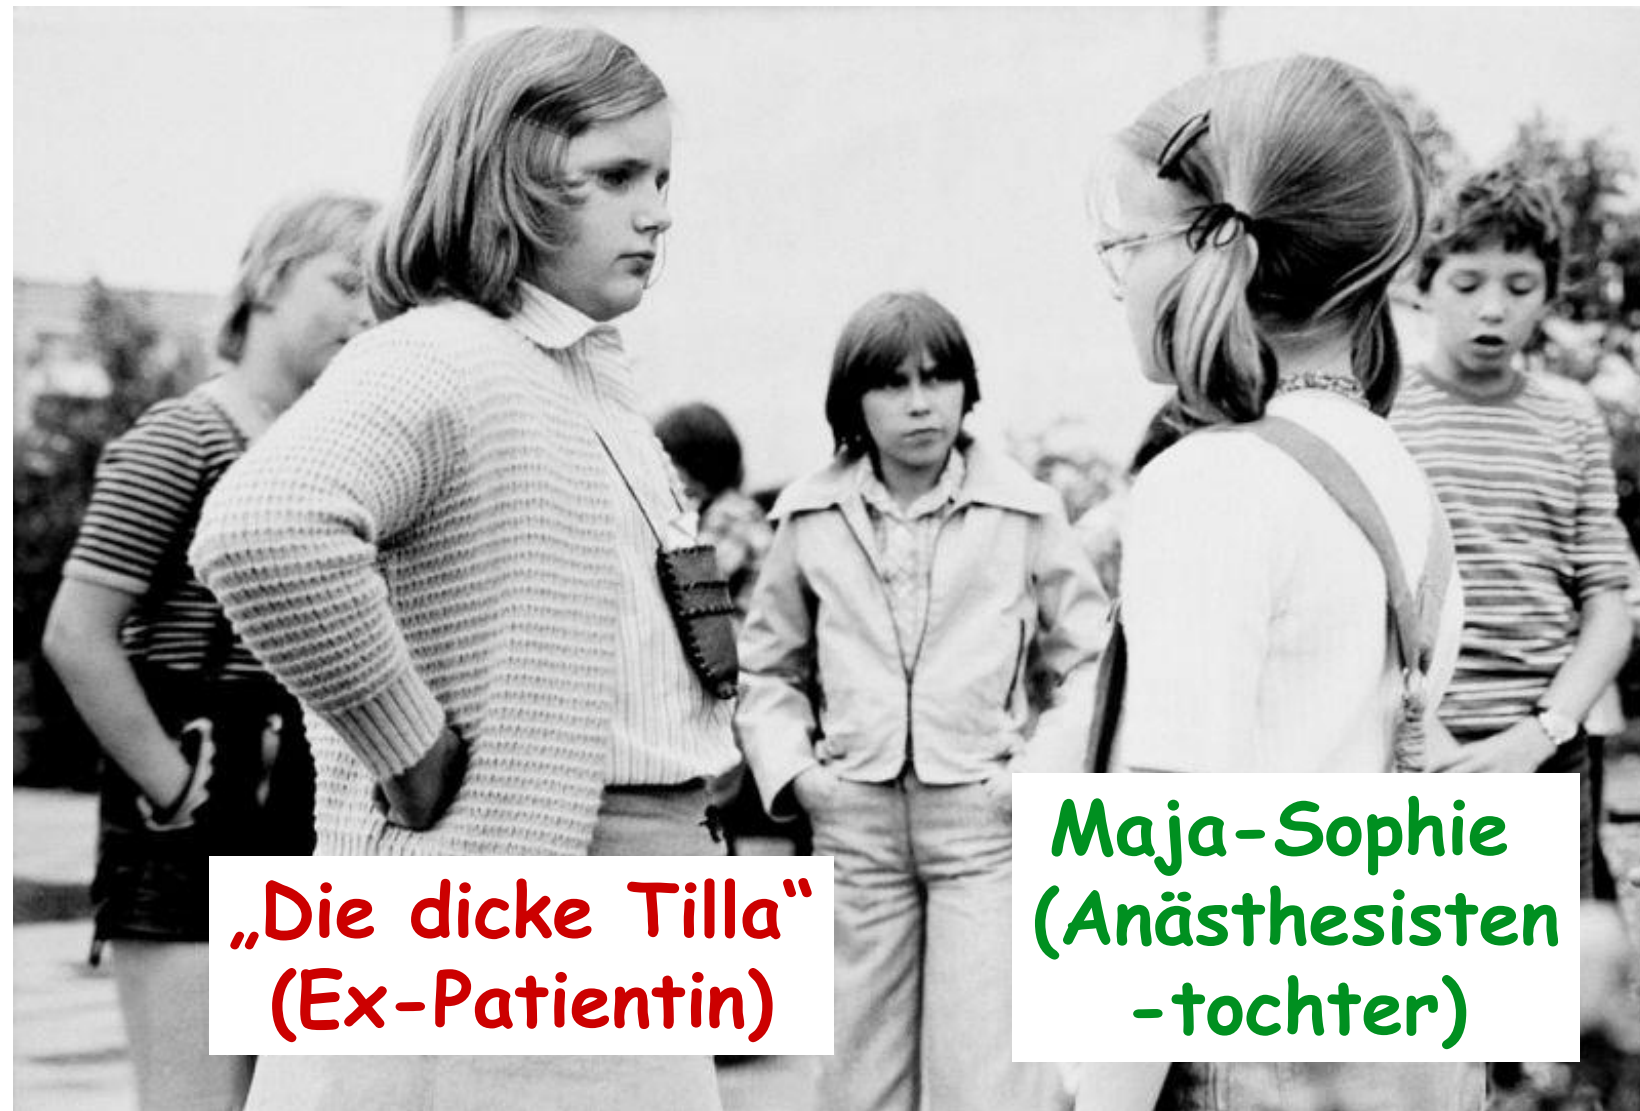 „Die dicke Tilla“
(Ex-Patientin)
Maja-Sophie
(Anästhesisten
-tochter)